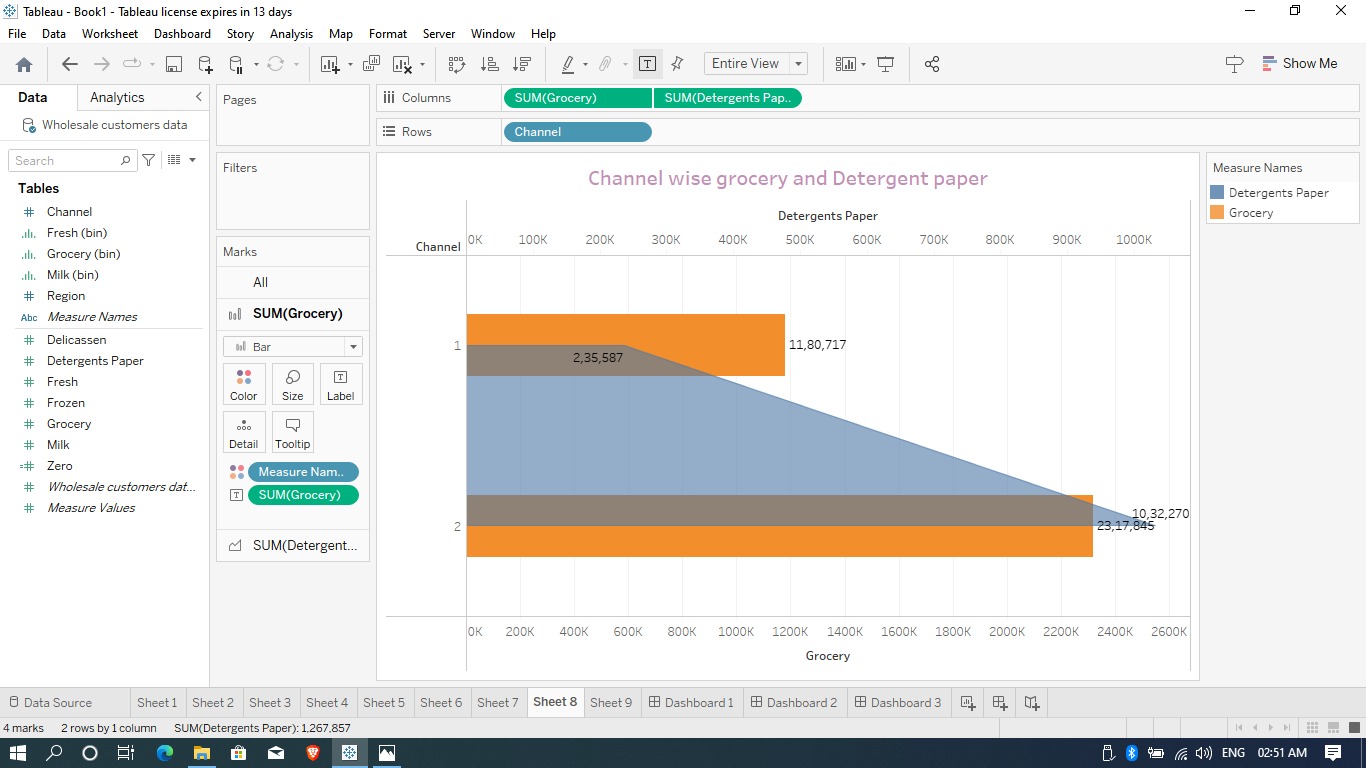 Tableau - Book1 - Tableau license expires in 13 days
File Data Worksheet Dashboard Story Analysis Map Format Server Window Help
Entire View
Show Me
Data Analytics
Wholesale customers data
Search
Tables
Channel
Fresh (bin)
Grocery (bin)
Milk (bin)
Region
Abc Measure Names
Delicassen
Detergents Paper
Fresh
Frozen
Grocery
Milk
Zero
Wholesale customers dat...
Measure Values
Pages
Filters
Marks
All
SUM(Grocery)
Bar
Color Size Label
Detail Tooltip
Measure Nam..
SUM(Grocery)
SUM(Detergent...
Columns SUM(Grocery) SUM(Detergents Pap..
Rows Channel
Channel wise grocery and Detergent paper
Detergents Paper
Channel 0K 100K 200K 300K 400K 500K 600K 700K 800K 900K 1000K
1 11,80,717
2,35,587
10,32,270
2 23,17,845
0K 200K 400K 600K 800K 1000K 1200K 1400K 1600K 1800K 2000K 2200K 2400K 2600K
Grocery
Measure Names
Detergents Paper
Grocery
Data Source Sheet 1 Sheet 2 Sheet 3 Sheet 4 Sheet 5 Sheet 6 Sheet 7 Sheet 8 Sheet 9 Dashboard 1 Dashboard 2 Dashboard 3
4 marks 2 rows by 1 column SUM(Detergents Paper): 1,267,857
ENG 02:51 AM